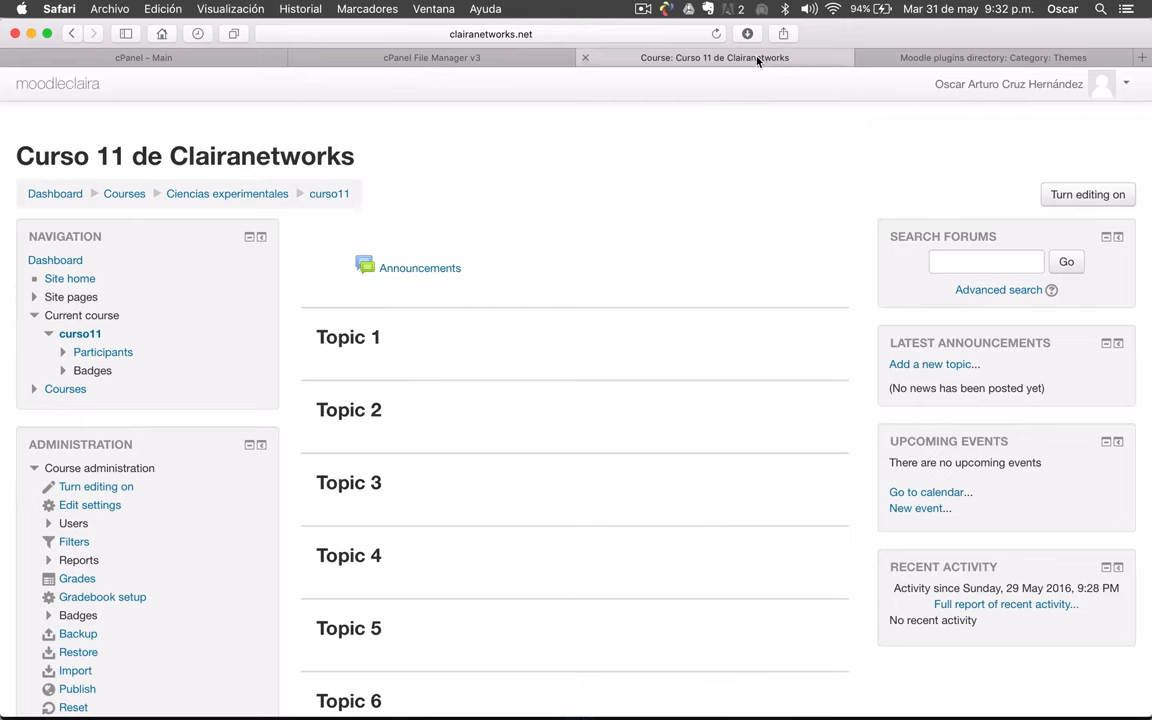 Safari Archivo Edición Visualización Historial Marcadores Ventana Ayuda 2 94% Mar 31 de may 9:32 p.m. Oscar
clairanetworks.net
cPanel - Main cPanel File Manager v3 Course: Curso 11 de Clairanetworks Moodle plugins directory: Category: Themes
moodleclaira Oscar Arturo Cruz Hernández
Curso 11 de Clairanetworks
Dashboard Courses Ciencias experimentales curso11 Turn editing on
NAVIGATION
Dashboard
Site home
Site pages
Current course
curso11
Participants
Badges
Courses
ADMINISTRATION
Course administration
Turn editing on
Edit settings
Users
Filters
Reports
Grades
Gradebook setup
Badges
Backup
Restore
Import
Publish
Reset
Announcements
Topic 1
Topic 2
Topic 3
Topic 4
Topic 5
Topic 6
SEARCH FORUMS
Go
Advanced search ?
LATEST ANNOUNCEMENTS
Add a new topic...
(No news has been posted yet)
UPCOMING EVENTS
There are no upcoming events
Go to calendar...
New event...
RECENT ACTIVITY
Activity since Sunday, 29 May 2016, 9:28 PM
Full report of recent activity...
No recent activity